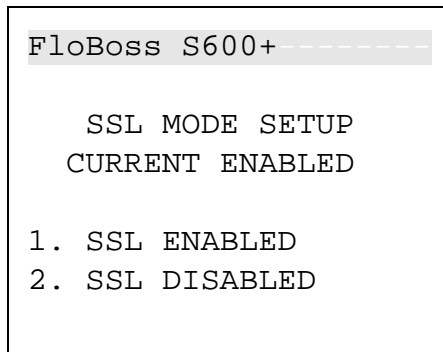 FloBoss S600+--------
SSL MODE SETUP
CURRENT ENABLED
1. SSL ENABLED
2. SSL DISABLED